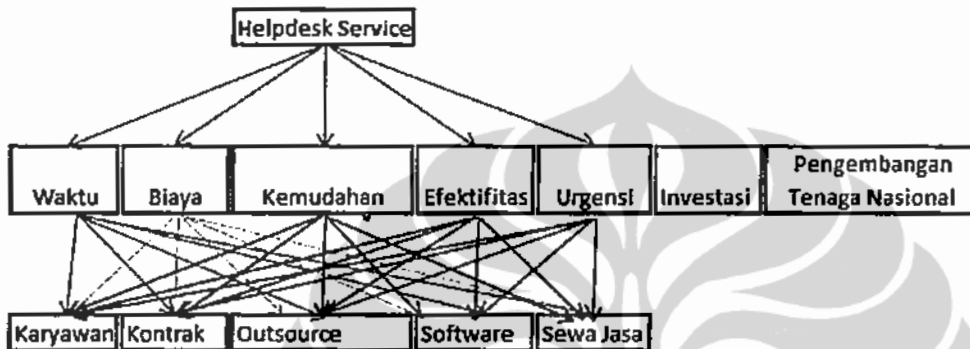 Helpdesk Service
Waktu
Biaya
Kemudahan
Efektifitas
Urgensi
Investasi
Pengembangan
Tenaga Nasional
Karyawan
Kontrak
Outsource
Software
Sewa Jasa